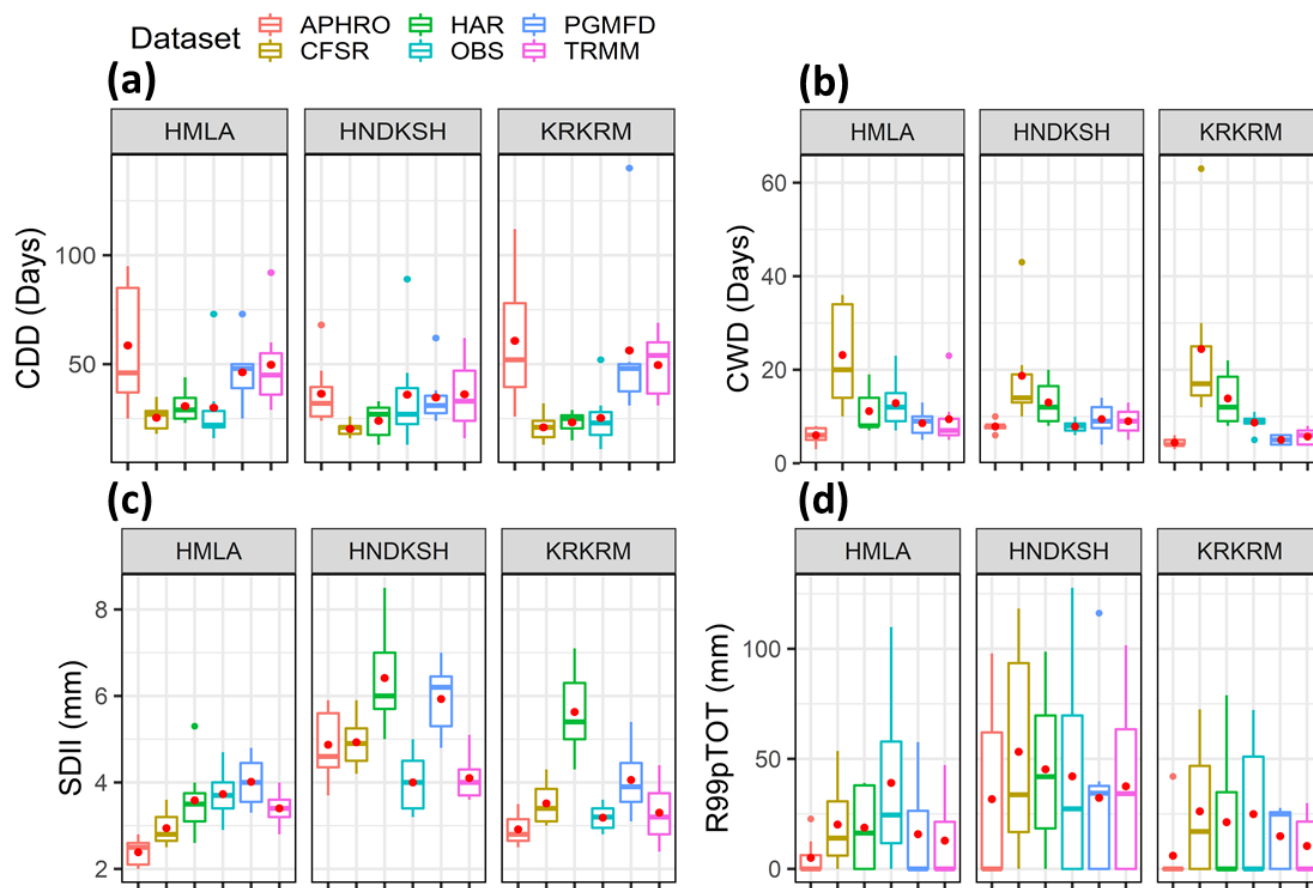 Dataset APHRO HAR PGMFD
CFSR OBS TRMM
(a)
HMLA HNDKSH KRKRM
CDD (Days)
100
50
(b)
HMLA HNDKSH KRKRM
CWD (Days)
60
40
20
0
(c)
HMLA HNDKSH KRKRM
SDII (mm)
8
6
4
2
(d)
HMLA HNDKSH KRKRM
R99pTOT (mm)
100
50
0